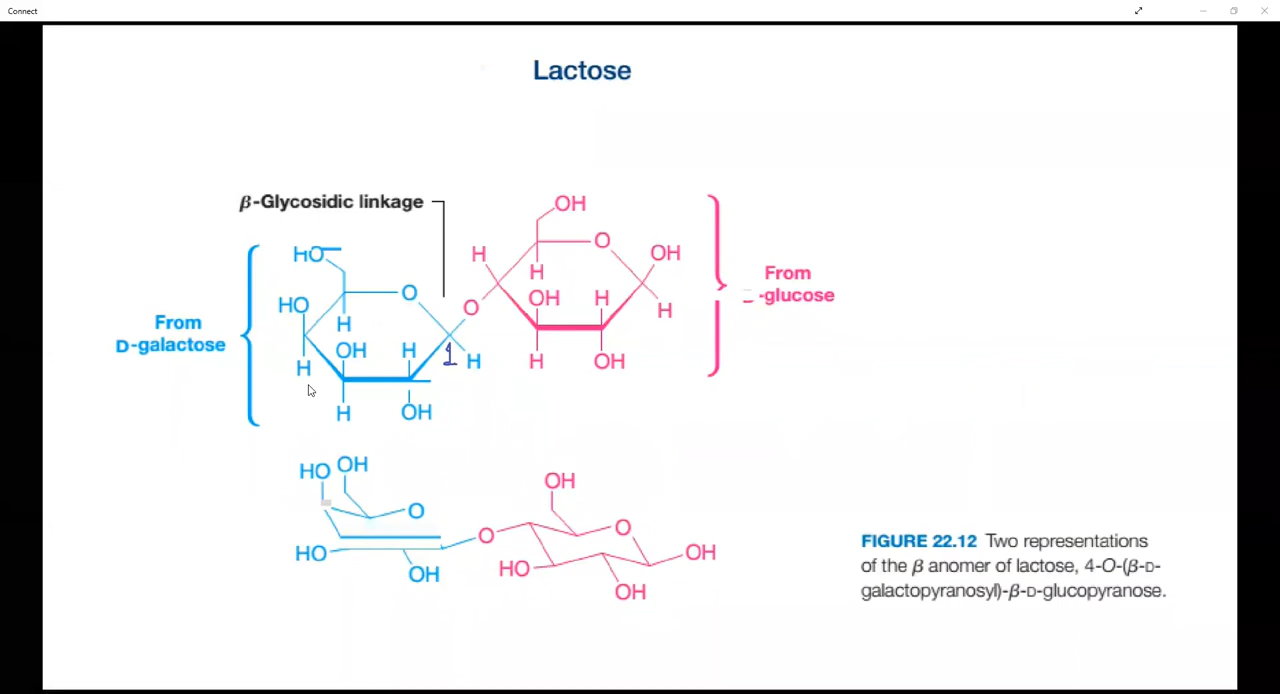 Connect
Lactose
β-Glycosidic linkage
OH
HO
O
H
OH
HO
H
O
H
O
OH
H
H
From
D-galactose
From
-glucose
H
OH
H
H
OH
H
H
OH
H
OH
HO OH
O
HO
OH
OH
O
O
HO
OH
OH
FIGURE 22.12 Two representations
of the β anomer of lactose, 4-O-(β-D-
galactopyranosyl)-β-D-glucopyranose.
1